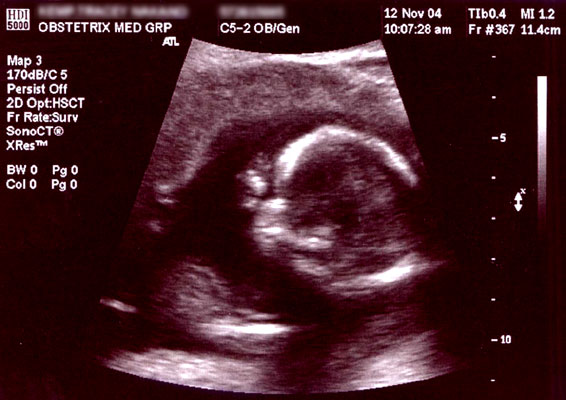 HDI
5000
OBSTETRIX MED GRP
ATL
C5-2 OB/Gen
12 Nov 04
10:07:28 am
TIb0.4 MI 1.2
Fr #367 11.4cm
Map 3
170dB/C 5
Persist Off
2D Opt:HSCT
Fr Rate:Surv
SonoCT®
XRes™
BW 0 Pg 0
Col 0 Pg 0
5
x
10